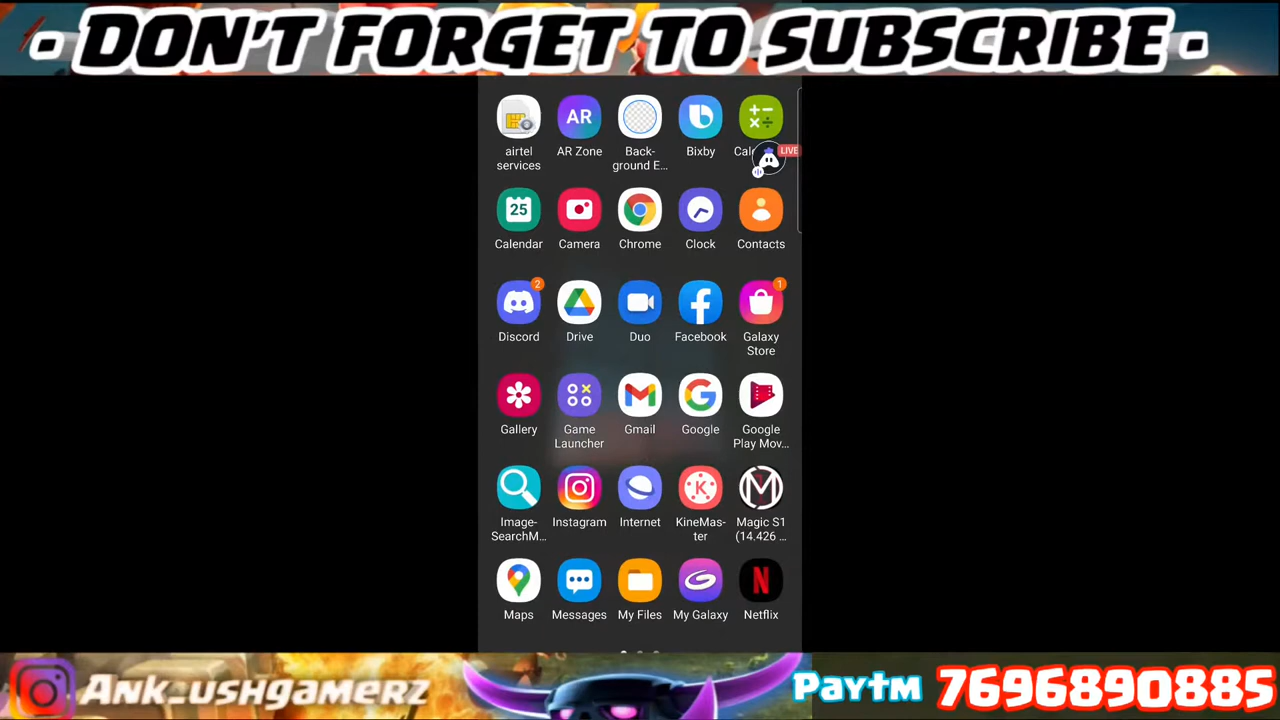 - DON'T FORGET TO SUBSCRIBE -
AR
LIVE
airtel services
AR Zone
Back-ground E...
Bixby
Calc
25
Calendar
Camera
Chrome
Clock
Contacts
2
1
Discord
Drive
Duo
Facebook
Galaxy Store
Gallery
Game Launcher
Gmail
Google
Google Play Mov...
Image-SearchM...
Instagram
Internet
KineMas-ter
Magic S1 (14.426 ...
Maps
Messages
My Files
My Galaxy
Netflix
Ank_ushgamerz
Paytm 7696890885